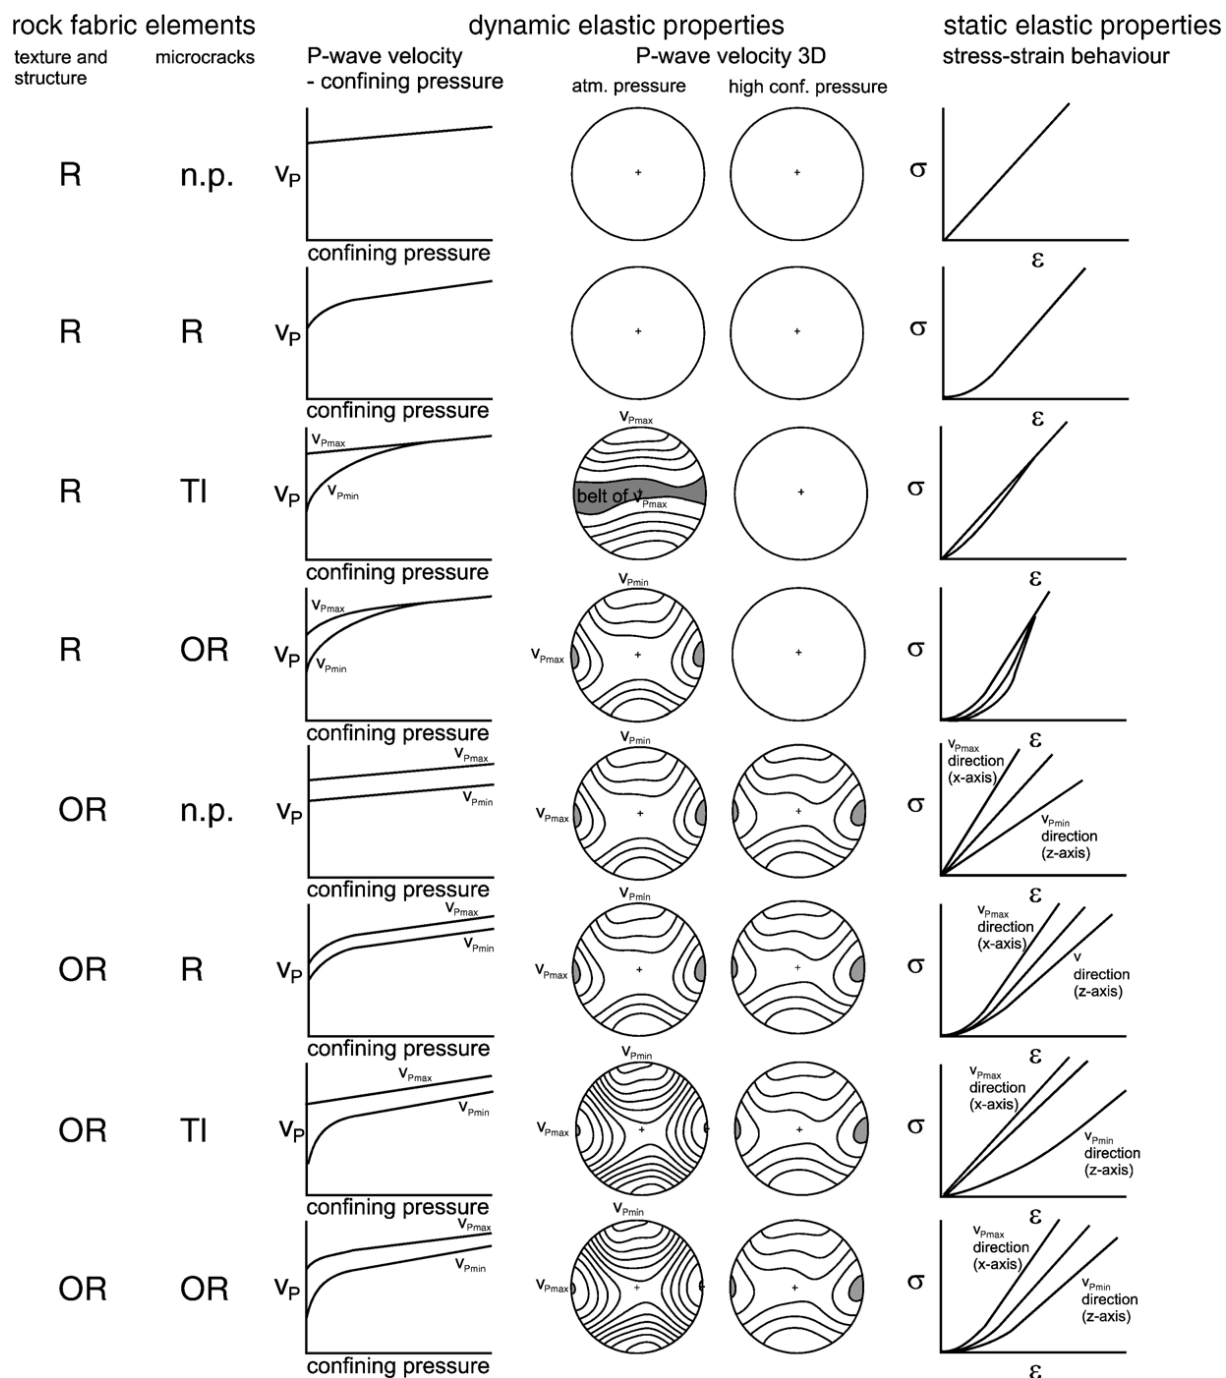 rock fabric elements
dynamic elastic properties
static elastic properties
texture and
structure
microcracks
P-wave velocity
- confining pressure
P-wave velocity 3D
atm. pressure
high conf. pressure
stress-strain behaviour
R
n.p.
vP
confining pressure
σ
ε
R
R
vP
confining pressure
σ
ε
R
TI
vPmax
vP
vPmin
confining pressure
vPmax
belt of vPmax
σ
ε
R
OR
vPmax
vP
vPmin
confining pressure
vPmin
vPmax
σ
ε
OR
n.p.
vPmax
vP
vPmin
confining pressure
vPmin
vPmax
σ
vPmax
direction
(x-axis)
vPmin
direction
(z-axis)
ε
OR
R
vPmax
vP
vPmin
confining pressure
vPmin
vPmax
σ
vPmax
direction
(x-axis)
v
direction
(z-axis)
ε
OR
TI
vPmax
vP
vPmin
confining pressure
vPmin
vPmax
σ
vPmax
direction
(x-axis)
vPmin
direction
(z-axis)
ε
OR
OR
vPmax
vP
vPmin
confining pressure
vPmin
vPmax
σ
vPmax
direction
(x-axis)
vPmin
direction
(z-axis)
ε